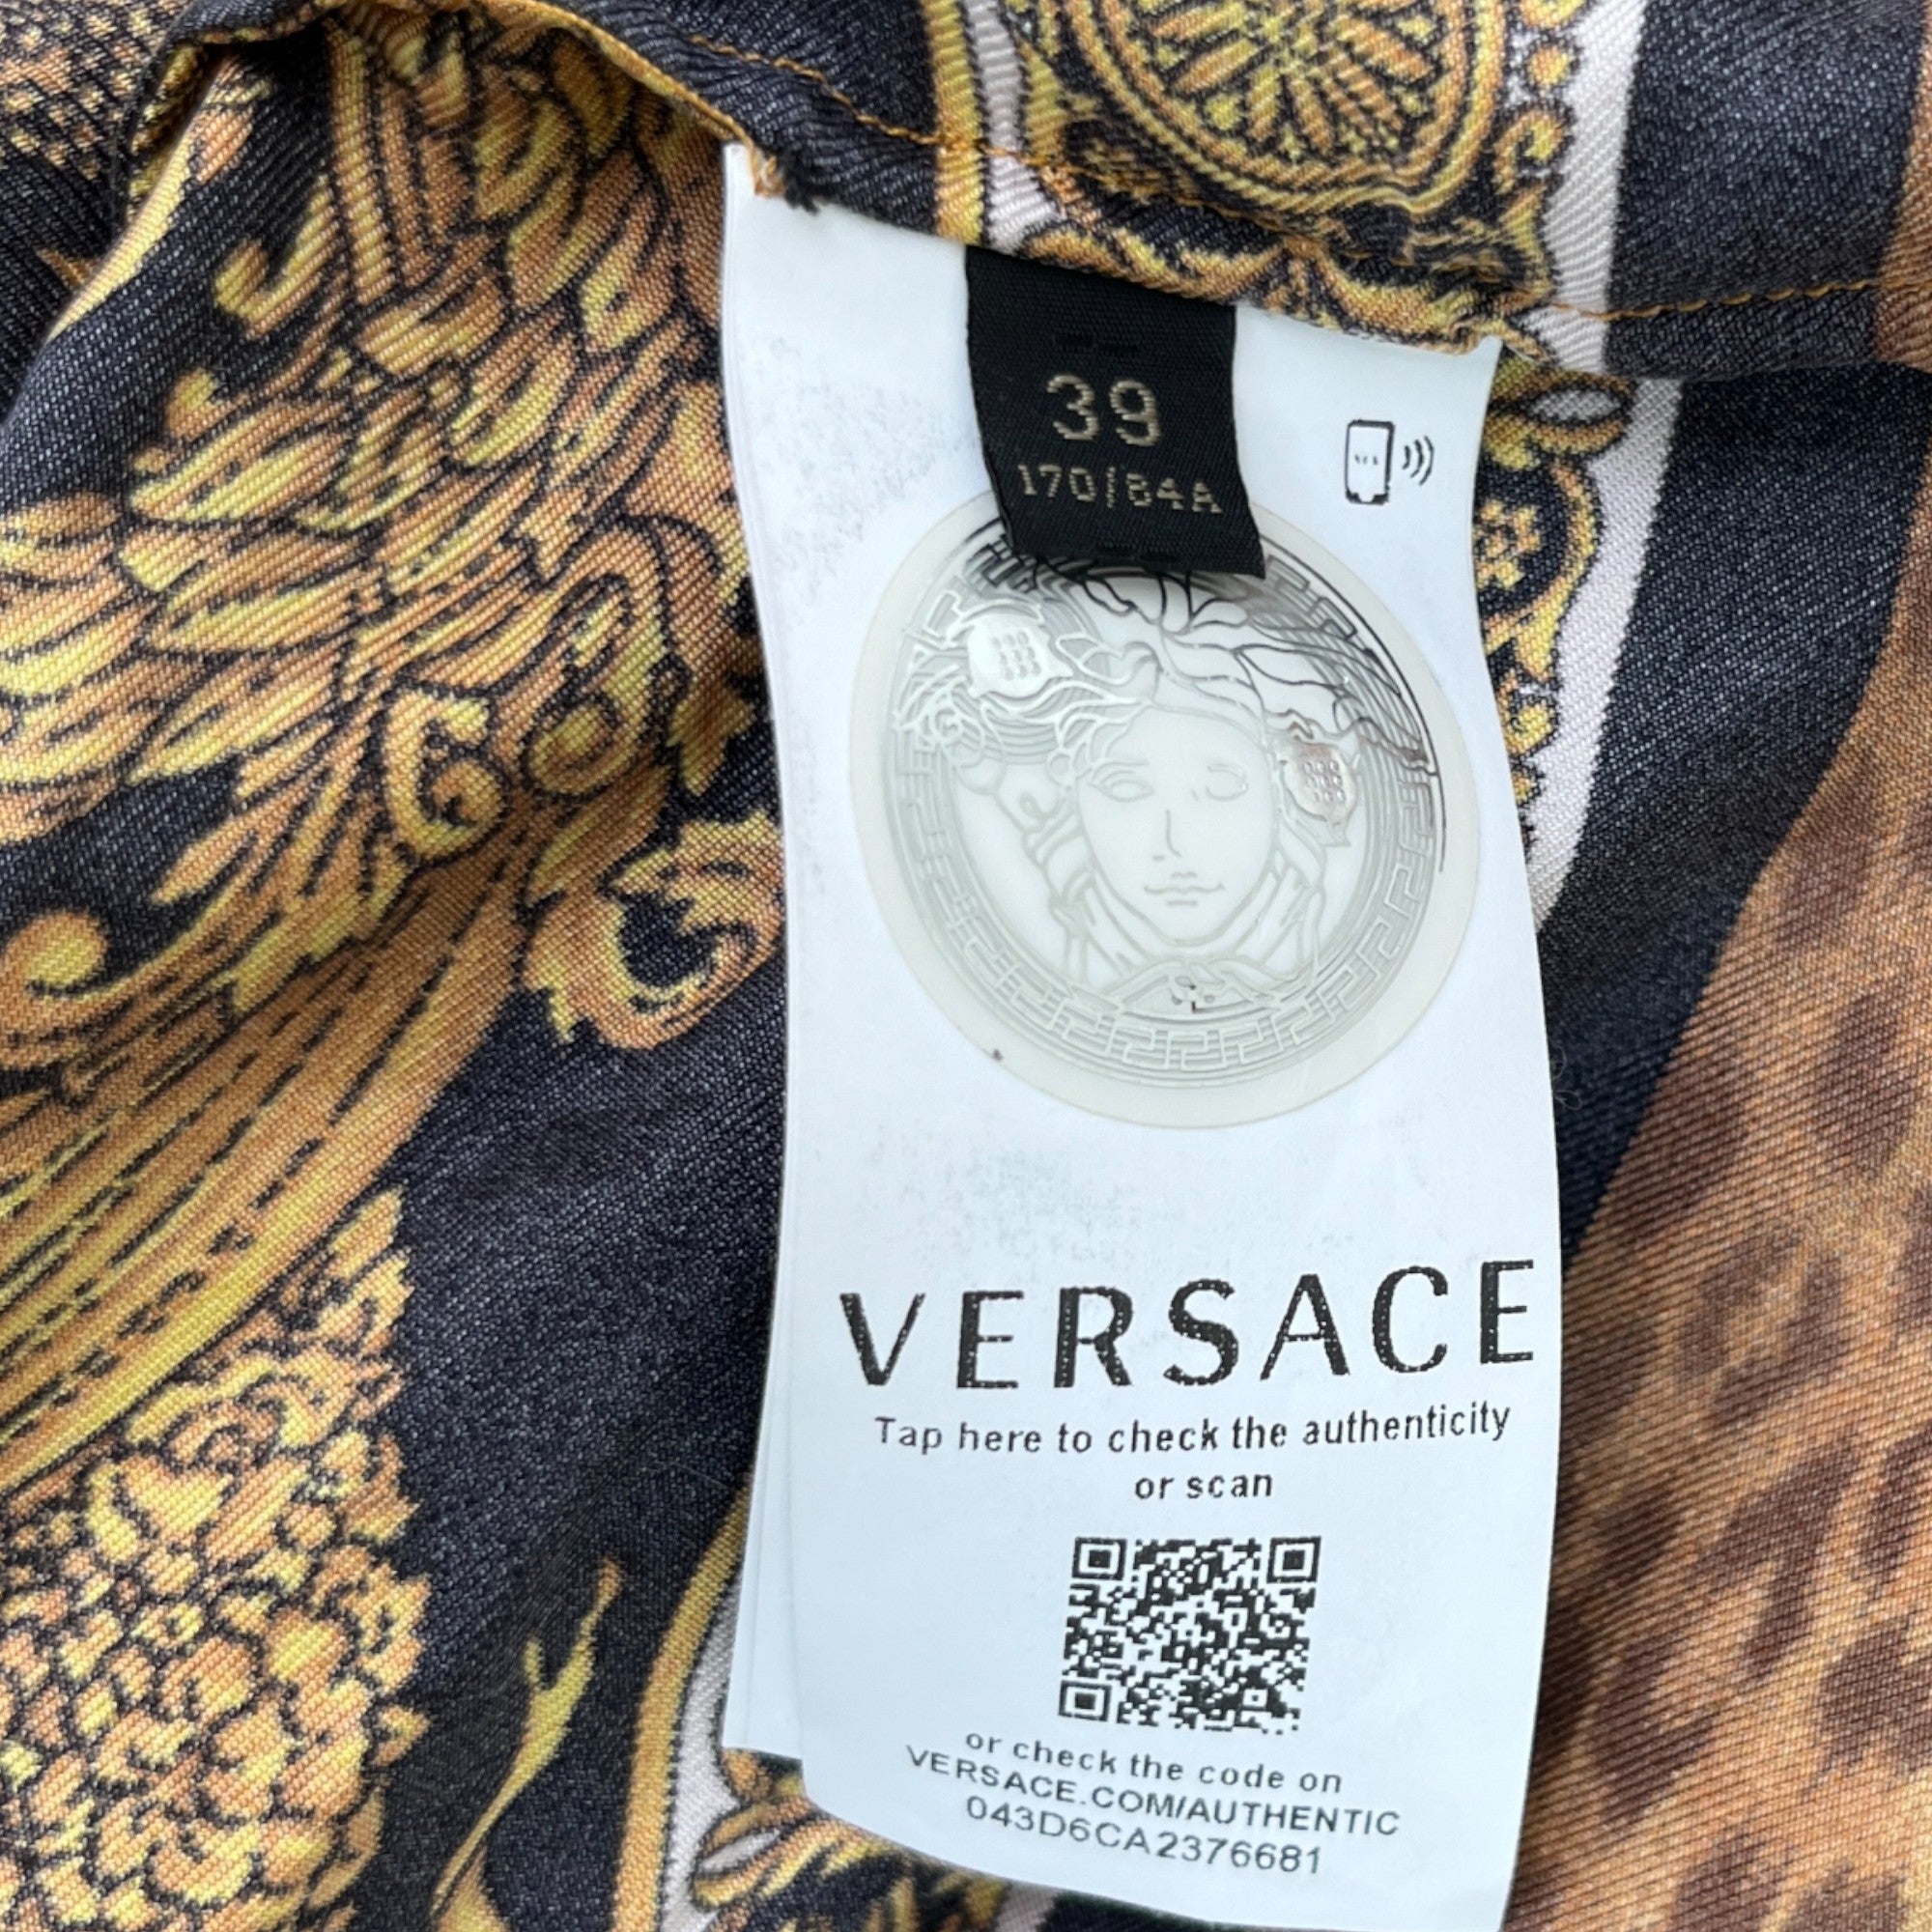 39
170/84A
VERSACE
Tap here to check the authenticity
or scan
or check the code on
VERSACE.COM/AUTHENTIC
043D6CA2376681